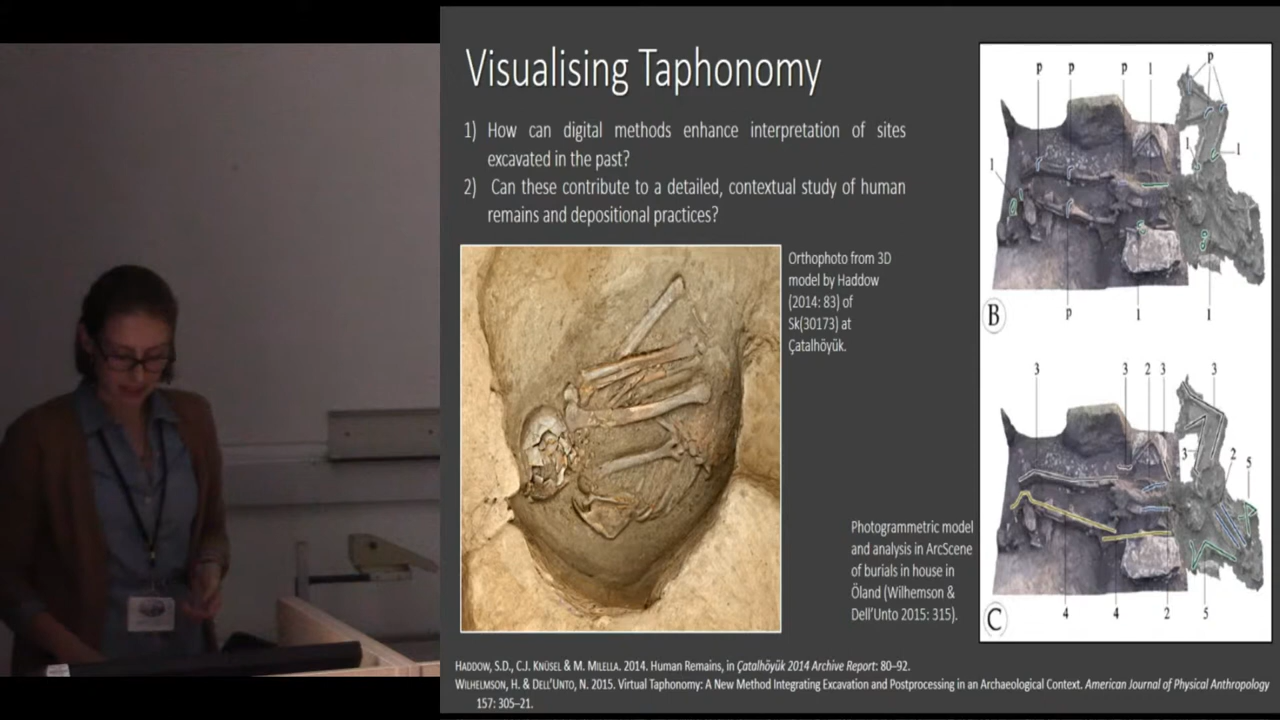 Visualising Taphonomy
1) How can digital methods enhance interpretation of sites
excavated in the past?
2) Can these contribute to a detailed, contextual study of human
remains and depositional practices?
Orthophoto from 3D
model by Haddow
(2014: 83) of
Sk(30173) at
Çatalhöyük.
Photogrammetric model
and analysis in ArcScene
of burials in house in
Öland (Wilhemson &
Dell'Unto 2015: 315).
P P P 1 P
1 1 1
P 1 1
B
3 3 2 3 3
3 2 5
4 4 2 5
C
HADDOW, S.D., C.J. KNÜSEL & M. MILELLA. 2014. Human Remains, in Çatalhöyük 2014 Archive Report: 80–92.
WILHELMSON, H. & DELL'UNTO, N. 2015. Virtual Taphonomy: A New Method Integrating Excavation and Postprocessing in an Archaeological Context. American Journal of Physical Anthropology
157: 305–21.